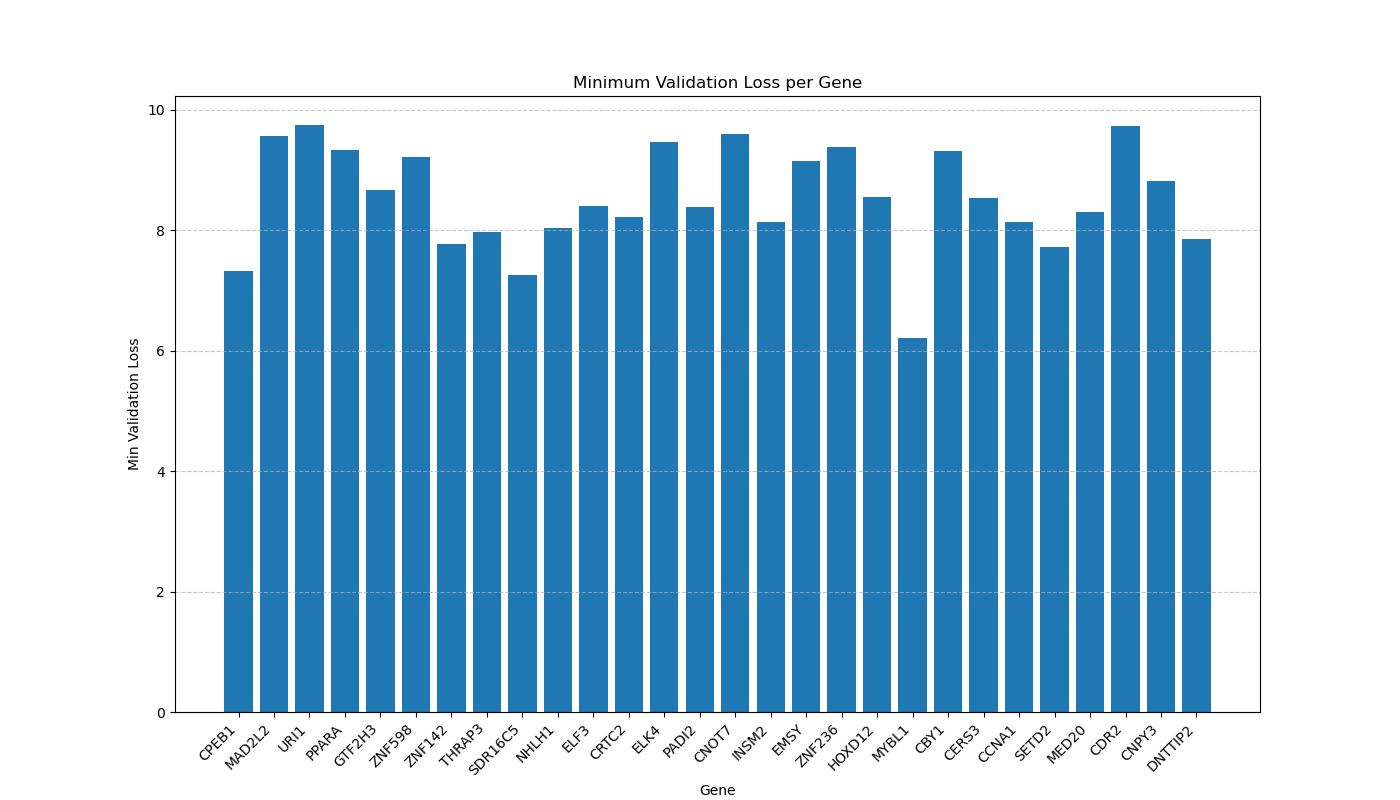 Minimum Validation Loss per Gene
10
8
6
4
2
0
Min Validation Loss
CPEB1
MAD2L2
URI1
PPARA
GTF2H3
ZNF598
ZNF142
THRAP3
SDR16C5
NHLH1
ELF3
CRTC2
ELK4
PADI2
CNOT7
INSM2
EMSY
ZNF236
HOXD12
MYBL1
CBY1
CERS3
CCNA1
SETD2
MED20
CDR2
CNPY3
DNTTIP2
Gene